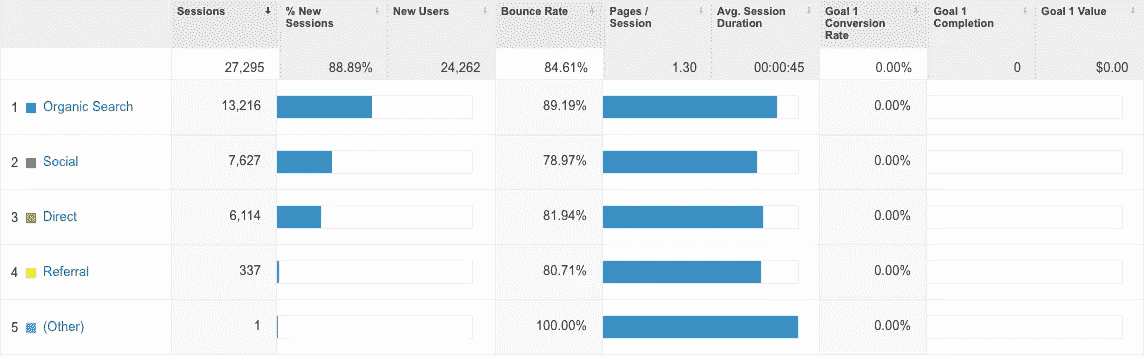 Sessions % New Sessions New Users Bounce Rate Pages / Session Avg. Session Duration Goal 1 Conversion Rate Goal 1 Completion Goal 1 Value
27,295 88.89% 24,262 84.61% 1.30 00:00:45 0.00% 0 $0.00
1 Organic Search 13,216 89.19% 0.00%
2 Social 7,627 78.97% 0.00%
3 Direct 6,114 81.94% 0.00%
4 Referral 337 80.71% 0.00%
5 (Other) 1 100.00% 0.00%